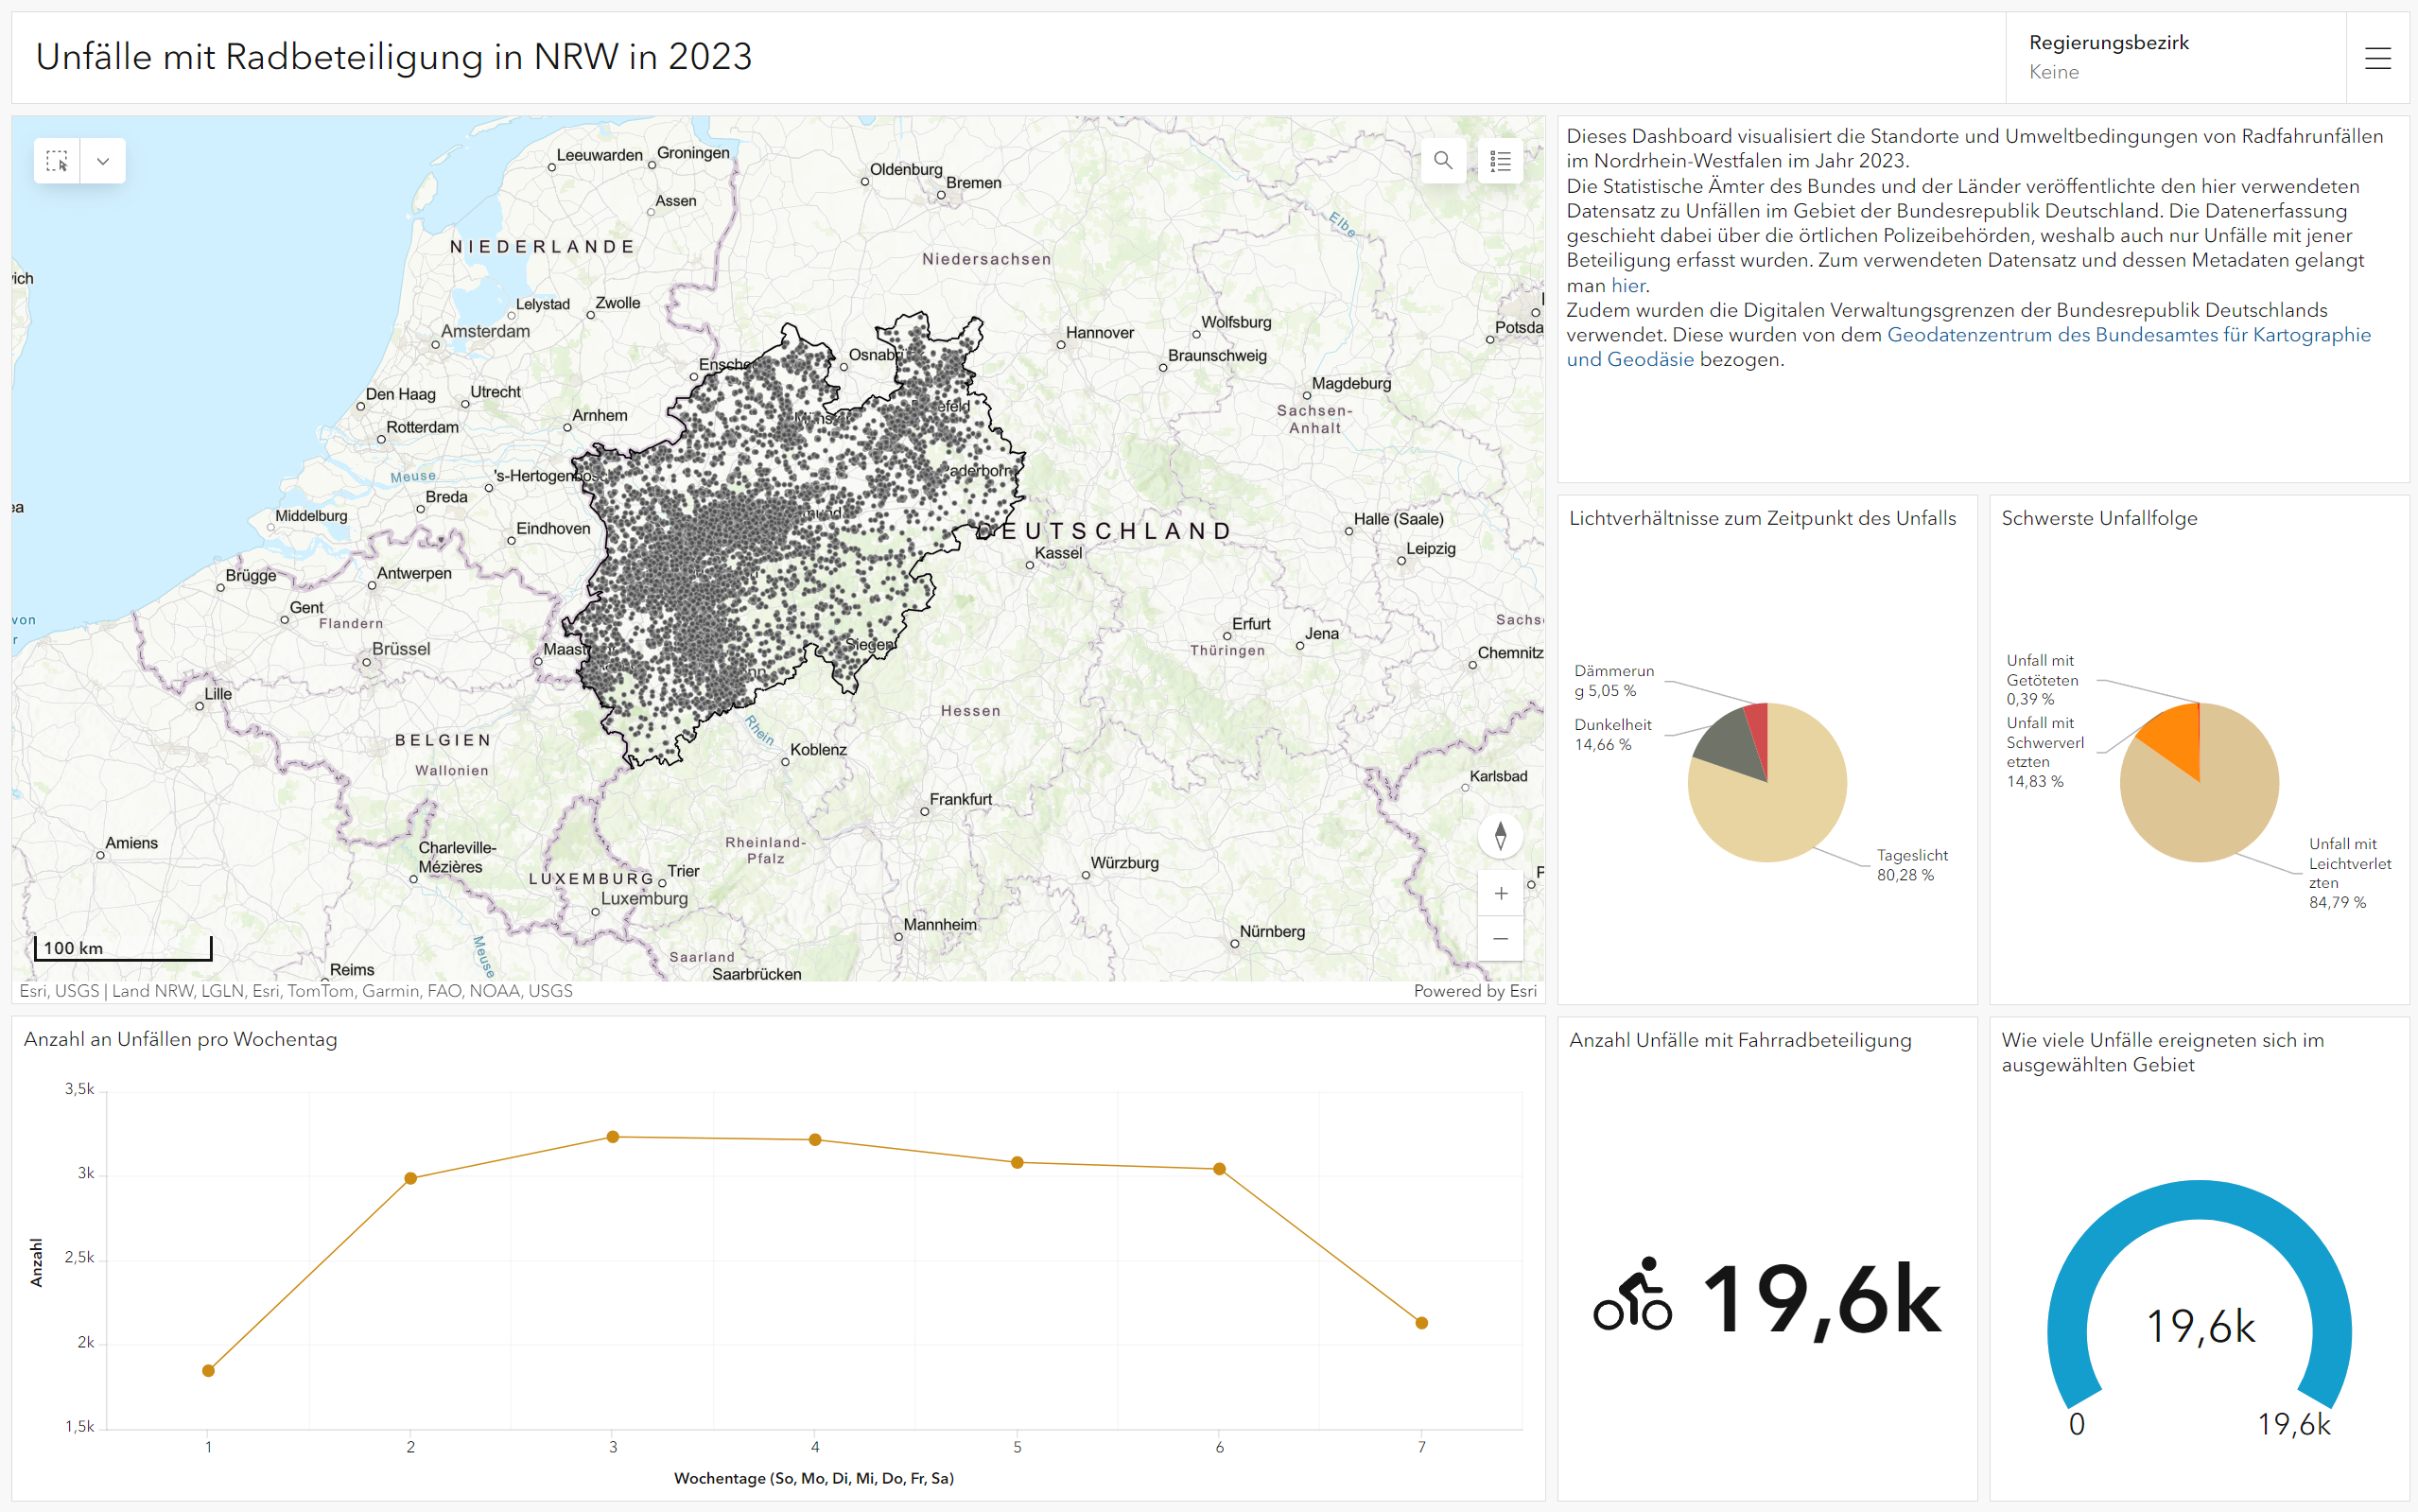 Unfälle mit Radbeteiligung in NRW in 2023
Regierungsbezirk
Keine
Leeuwarden
Groningen
Oldenburg
Bremen
Assen
Elbe
NIEDERLANDE
Niedersachsen
Lelystad
Zwolle
Amsterdam
Hannover
Wolfsburg
Braunschweig
Den Haag
Utrecht
Arnhem
Magdeburg
Sachsen-
Anhalt
Rotterdam
Meuse
Breda
Middelburg
Eindhoven
DEUTSCHLAND
Kassel
Halle (Saale)
Leipzig
Brügge
Antwerpen
Gent
Flandern
Brüssel
Siegen
Erfurt
Jena
Thüringen
Chemnitz
Lille
Hessen
Rhein
BELGIEN
Wallonien
Koblenz
Karlsbad
Frankfurt
Amiens
Charleville-
Mézières
Rheinland-
Pfalz
Würzburg
LUXEMBURG
Trier
Luxemburg
Mannheim
Nürnberg
Meuse
Saarland
Saarbrücken
Reims
100 km
Esri, USGS | Land NRW, LGLN, Esri, TomTom, Garmin, FAO, NOAA, USGS
Powered by Esri
Dieses Dashboard visualisiert die Standorte und Umweltbedingungen von Radfahrunfällen
im Nordrhein-Westfalen im Jahr 2023.
Die Statistische Ämter des Bundes und der Länder veröffentlichte den hier verwendeten
Datensatz zu Unfällen im Gebiet der Bundesrepublik Deutschland. Die Datenerfassung
geschieht dabei über die örtlichen Polizeibehörden, weshalb auch nur Unfälle mit jener
Beteiligung erfasst wurden. Zum verwendeten Datensatz und dessen Metadaten gelangt
man hier.
Zudem wurden die Digitalen Verwaltungsgrenzen der Bundesrepublik Deutschlands
verwendet. Diese wurden von dem Geodatenzentrum des Bundesamtes für Kartographie
und Geodäsie bezogen.
Lichtverhältnisse zum Zeitpunkt des Unfalls
Dämmerun
g 5,05 %
Dunkelheit
14,66 %
Tageslicht
80,28 %
Schwerste Unfallfolge
Unfall mit
Getöteten
0,39 %
Unfall mit
Schwerverl
etzten
14,83 %
Unfall mit
Leichtverlet
zten
84,79 %
Anzahl an Unfällen pro Wochentag
3,5k
3k
2,5k
2k
1,5k
Anzahl
1 2 3 4 5 6 7
Wochentage (So, Mo, Di, Mi, Do, Fr, Sa)
Anzahl Unfälle mit Fahrradbeteiligung
19,6k
Wie viele Unfälle ereigneten sich im
ausgewählten Gebiet
19,6k
0
19,6k